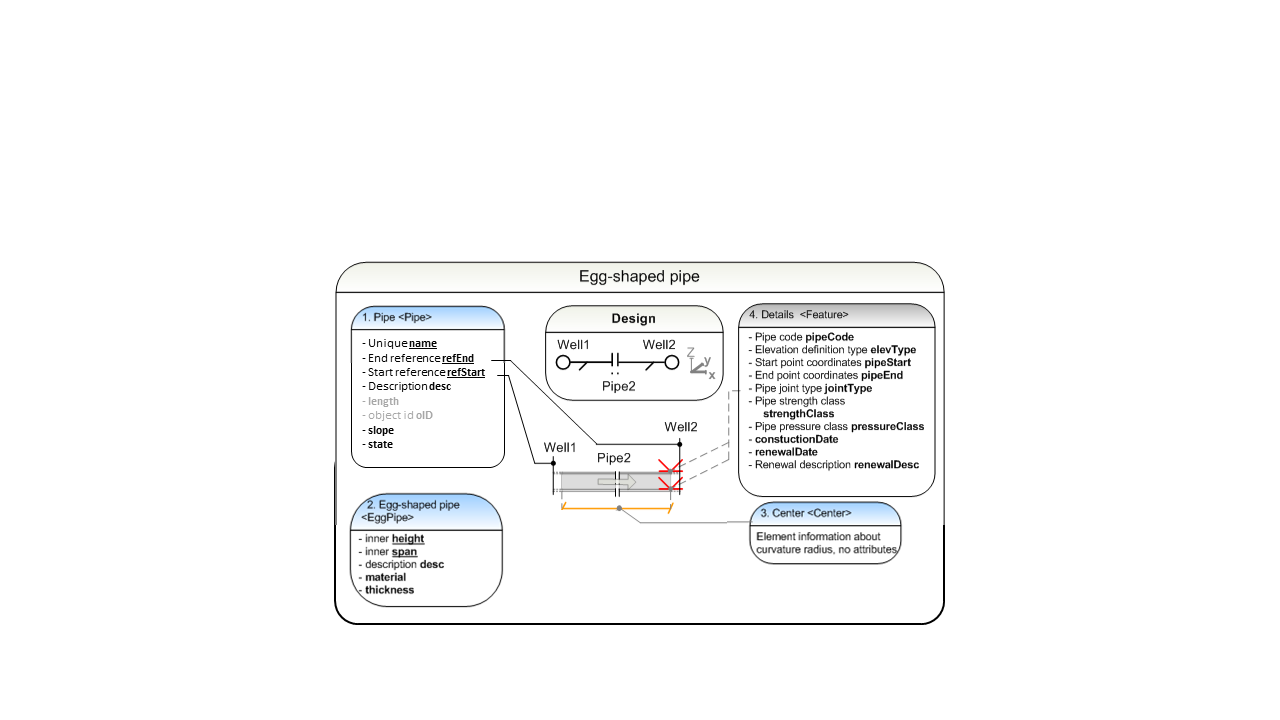 Egg-shaped pipe
1. Pipe <Pipe>
- Unique name
- End reference refEnd
- Start reference refStart
- Description desc
- length
- object id oID
- slope
- state
Design
Well1 Well2
Z
y
x
Pipe2
4. Details <Feature>
- Pipe code pipeCode
- Elevation definition type elevType
- Start point coordinates pipeStart
- End point coordinates pipeEnd
- Pipe joint type jointType
- Pipe strength class
strengthClass
- Pipe pressure class pressureClass
- constuctionDate
- renewalDate
- Renewal description renewalDesc
Well2
Well1
Pipe2
2. Egg-shaped pipe
<EggPipe>
- inner height
- inner span
- description desc
- material
- thickness
3. Center <Center>
Element information about
curvature radius, no attributes